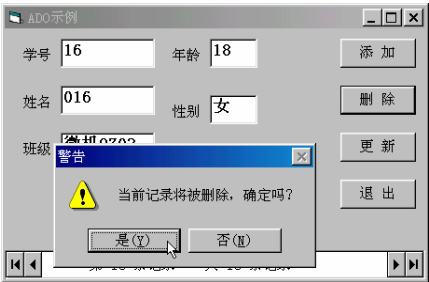 ADO示例
学号 16 年龄 18 添 加
姓名 016 性别 女 删 除
班级 更 新
警告
当前记录将被删除，确定吗？
退 出
是(Y) 否(N)